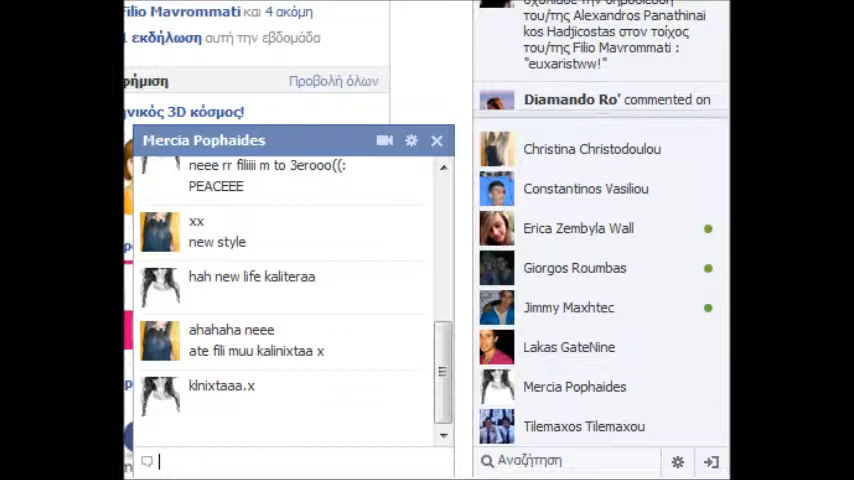 Filio Mavrommati και 4 ακόμη
1 εκδήλωση αυτή την εβδομάδα
Προβολή όλων
3D κόσμος!
Mercia Pophaides
neee rr filiiii m to 3erooo((:
PEACEEE
xx
new style
hah new life kaliteraa
ahahaha neee
ate fili muu kalinixtaa x
klnixtaaa.x
του/της Alexandros Panathinai
kos Hadjicostas στον τοίχος
του/της Filio Mavrommati :
"euxaristww!"
Diamando Ro' commented on
Christina Christodoulou
Constantinos Vasiliou
Erica Zembyla Wall
Giorgos Roumbas
Jimmy Maxhtec
Lakas GateNine
Mercia Pophaides
Tilemaxos Tilemaxou
Αναζήτηση